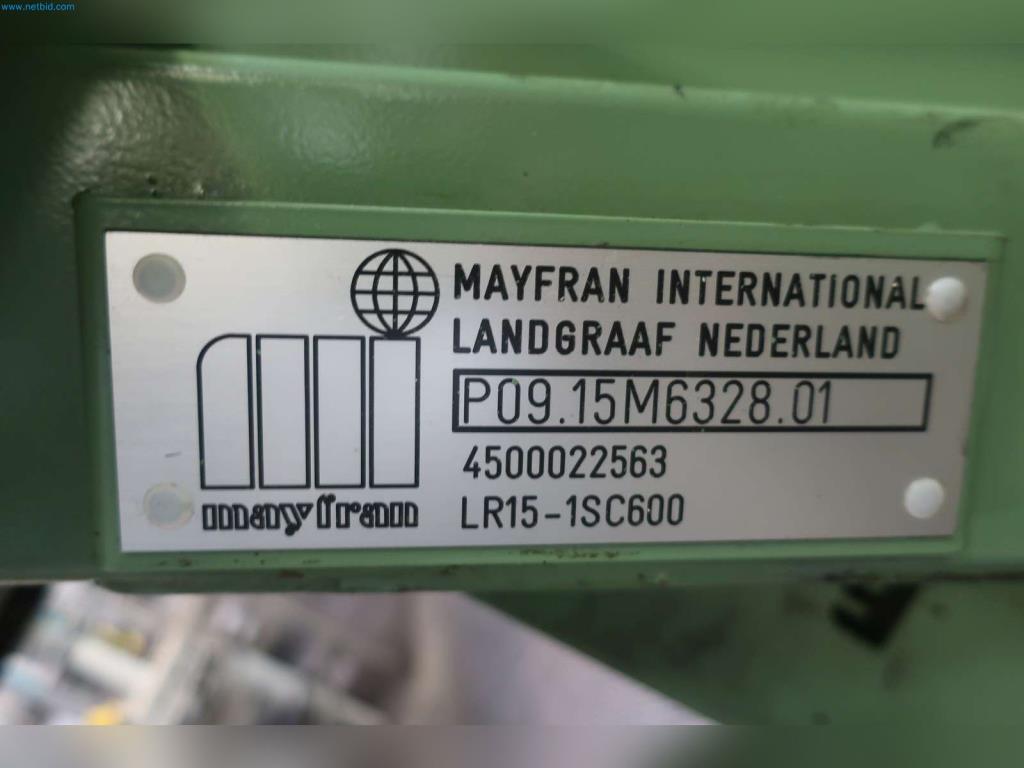 www.netbid.com
MAYFRAN INTERNATIONAL
LANDGRAAF NEDERLAND
P09.15M6328.01
4500022563
LR15-1SC600
mayfran